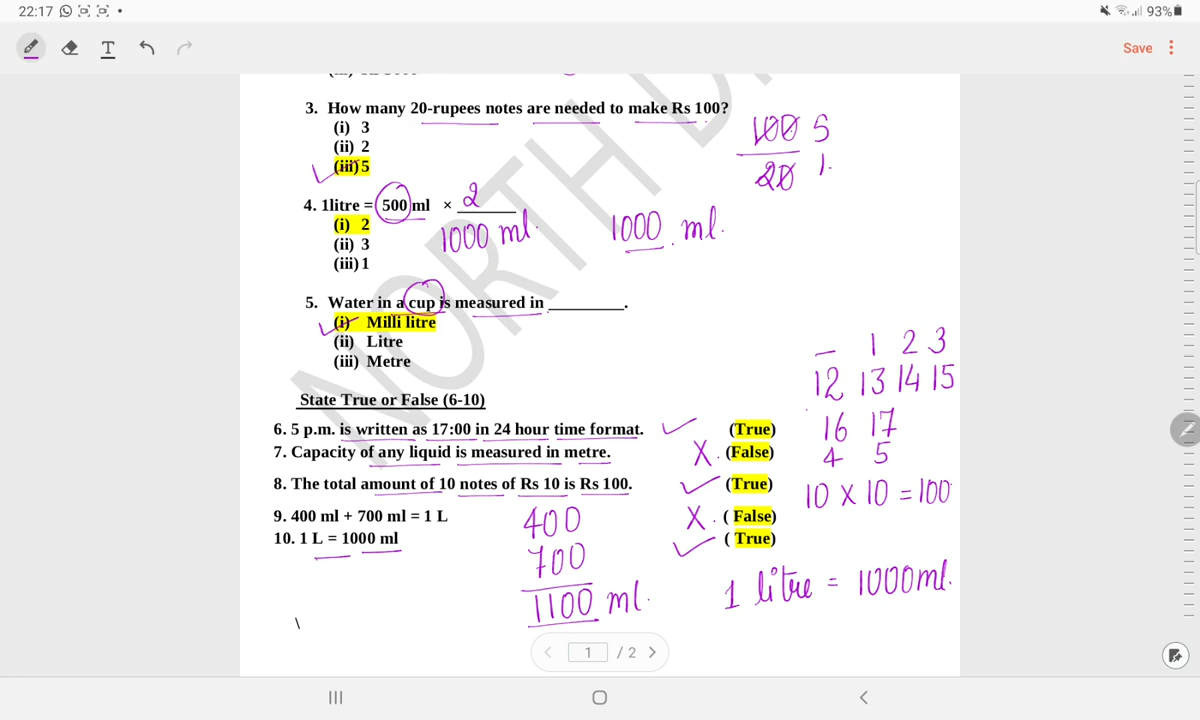 22:17
93%
T
Save
3. How many 20-rupees notes are needed to make Rs 100?
(i) 3
(ii) 2
(iii) 5
100 5
20 1.
4. 1litre = 500 ml × 2
(i) 2
(ii) 3
(iii) 1
1000 ml.
1000 ml.
5. Water in a cup is measured in ________.
(i) Milli litre
(ii) Litre
(iii) Metre
NORTH D
_ 1 2 3
12 13 14 15
16 17
4 5
State True or False (6-10)
6. 5 p.m. is written as 17:00 in 24 hour time format. (True)
7. Capacity of any liquid is measured in metre. X. (False)
8. The total amount of 10 notes of Rs 10 is Rs 100. (True)
10 X 10 = 100
9. 400 ml + 700 ml = 1 L X. ( False)
10. 1 L = 1000 ml ( True)
400
700
1100 ml.
1 litre = 1000ml.
1 / 2